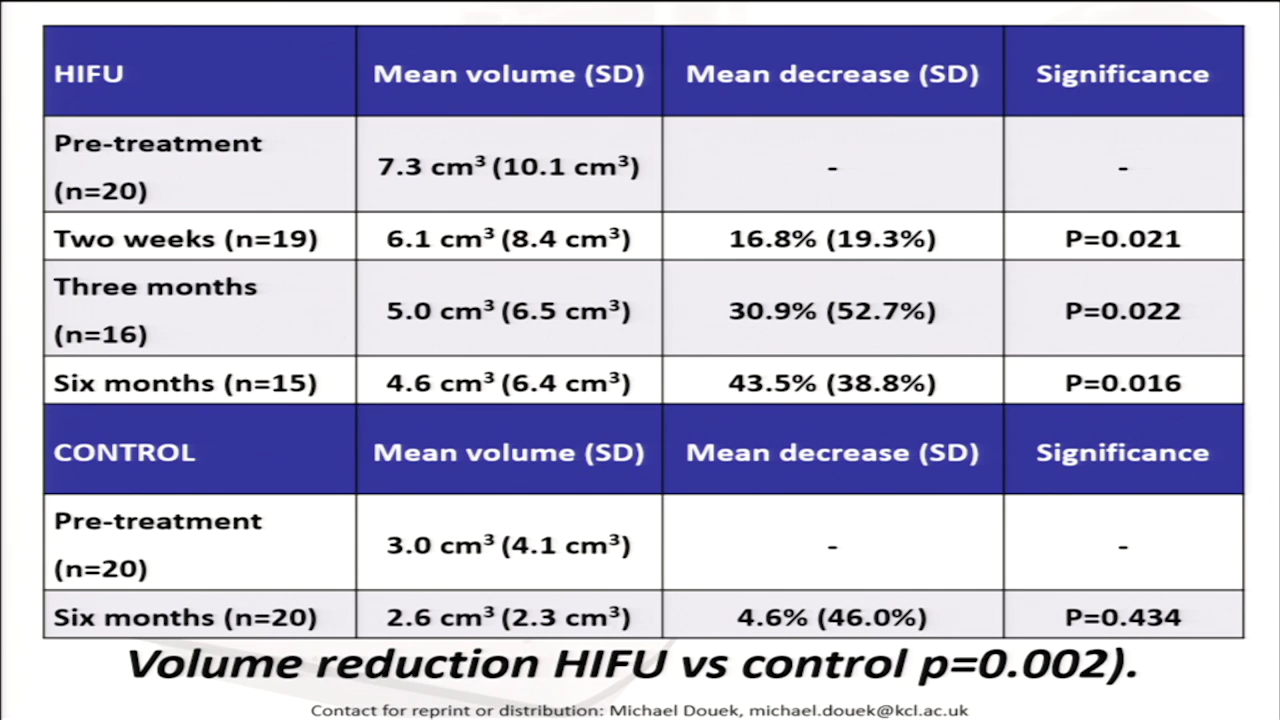 HIFU Mean volume (SD) Mean decrease (SD) Significance
Pre-treatment
(n=20) 7.3 cm³ (10.1 cm³) - -
Two weeks (n=19) 6.1 cm³ (8.4 cm³) 16.8% (19.3%) P=0.021
Three months
(n=16) 5.0 cm³ (6.5 cm³) 30.9% (52.7%) P=0.022
Six months (n=15) 4.6 cm³ (6.4 cm³) 43.5% (38.8%) P=0.016
CONTROL Mean volume (SD) Mean decrease (SD) Significance
Pre-treatment
(n=20) 3.0 cm³ (4.1 cm³) - -
Six months (n=20) 2.6 cm³ (2.3 cm³) 4.6% (46.0%) P=0.434
Volume reduction HIFU vs control p=0.002).
Contact for reprint or distribution: Michael Douek, michael.douek@kcl.ac.uk